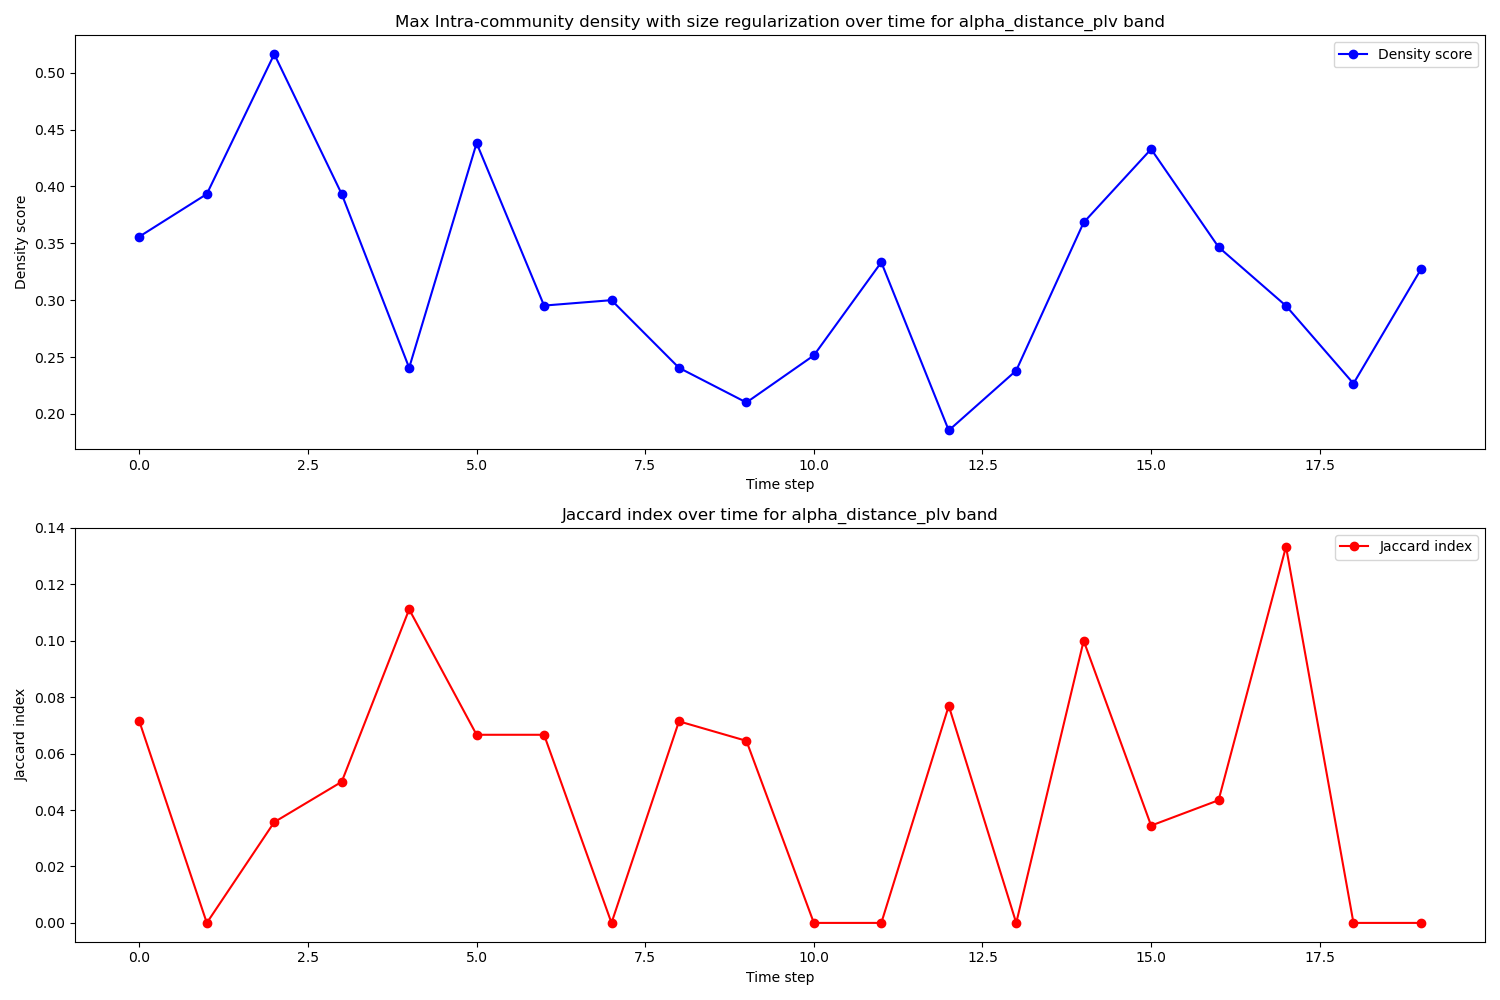 Max Intra-community density with size regularization over time for alpha_distance_plv band
Density score
Density score
0.50
0.45
0.40
0.35
0.30
0.25
0.20
0.0 2.5 5.0 7.5 10.0 12.5 15.0 17.5
Time step
Jaccard index over time for alpha_distance_plv band
Jaccard index
Jaccard index
0.14
0.12
0.10
0.08
0.06
0.04
0.02
0.00
0.0 2.5 5.0 7.5 10.0 12.5 15.0 17.5
Time step